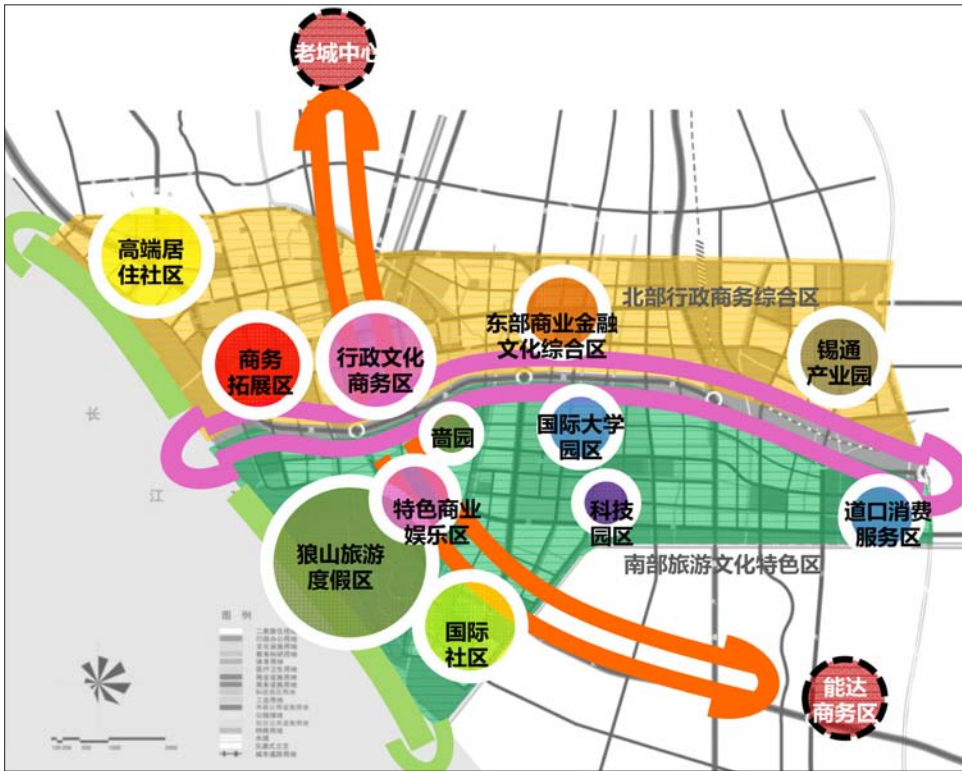 老城中心
高端居
住社区
北部行政商务综合区
东部商业金融
文化综合区
商务
拓展区
行政文化
商务区
锡通
产业园
长
江
啬园
国际大学
园区
特色商业
娱乐区
科技
园区
道口消费
服务区
狼山旅游
度假区
南部旅游文化特色区
国际
社区
图 例
能达
商务区